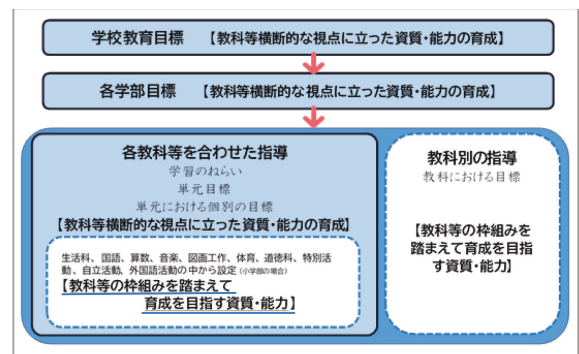 学校教育目標 【教科等横断的な視点に立った資質・能力の育成】
各学部目標 【教科等横断的な視点に立った資質・能力の育成】
各教科等を合わせた指導
学習のねらい
単元目標
単元における個別の目標
【教科等横断的な視点に立った資質・能力の育成】
生活科、国語、算数、音楽、図画工作、体育、道徳科、特別活
動、自立活動、外国語活動の中から設定（小学部の場合）
【教科等の枠組みを踏まえて
育成を目指す資質・能力】
教科別の指導
教科における目標
【教科等の枠組みを
踏まえて育成を目指
す資質・能力】